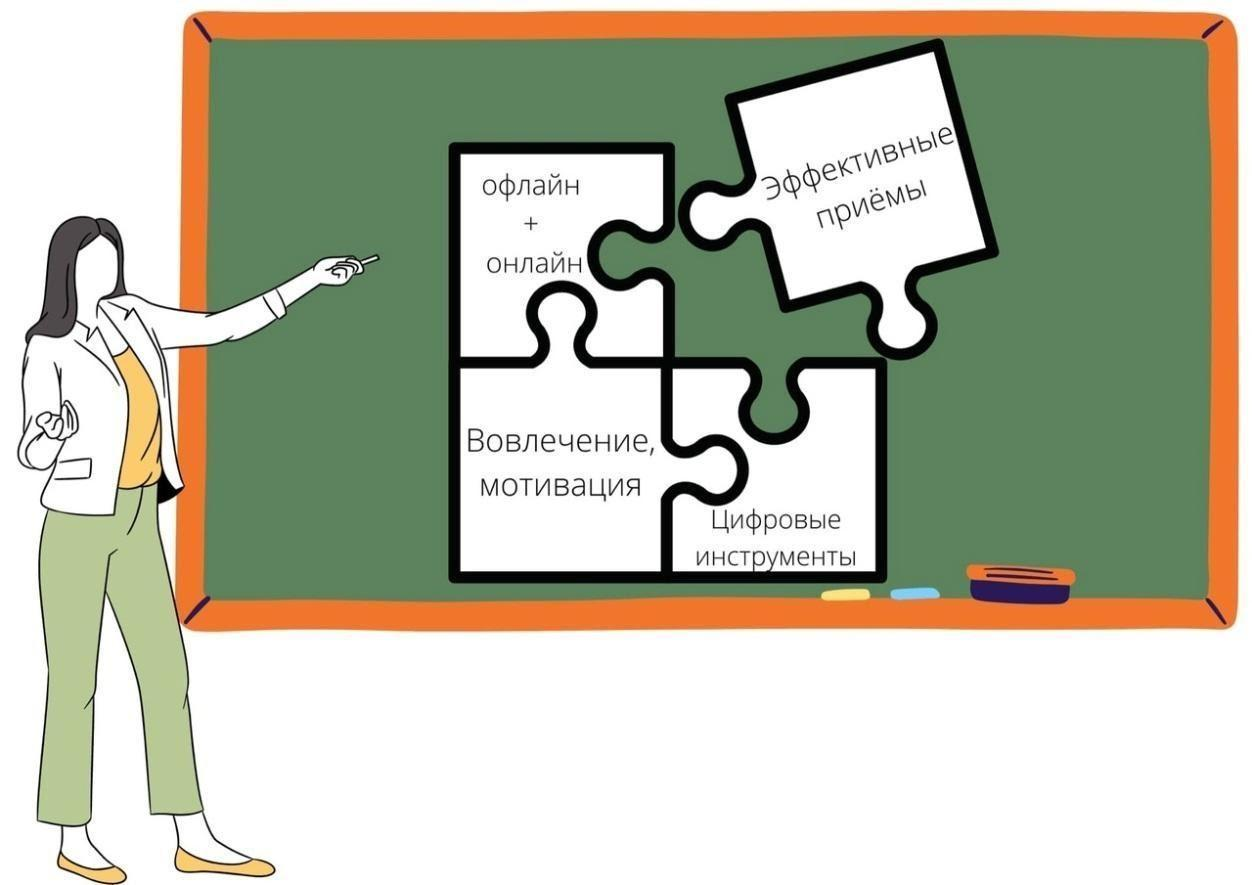 офлайн
+
онлайн
Эффективные
приёмы
Вовлечение,
мотивация
Цифровые
инструменты